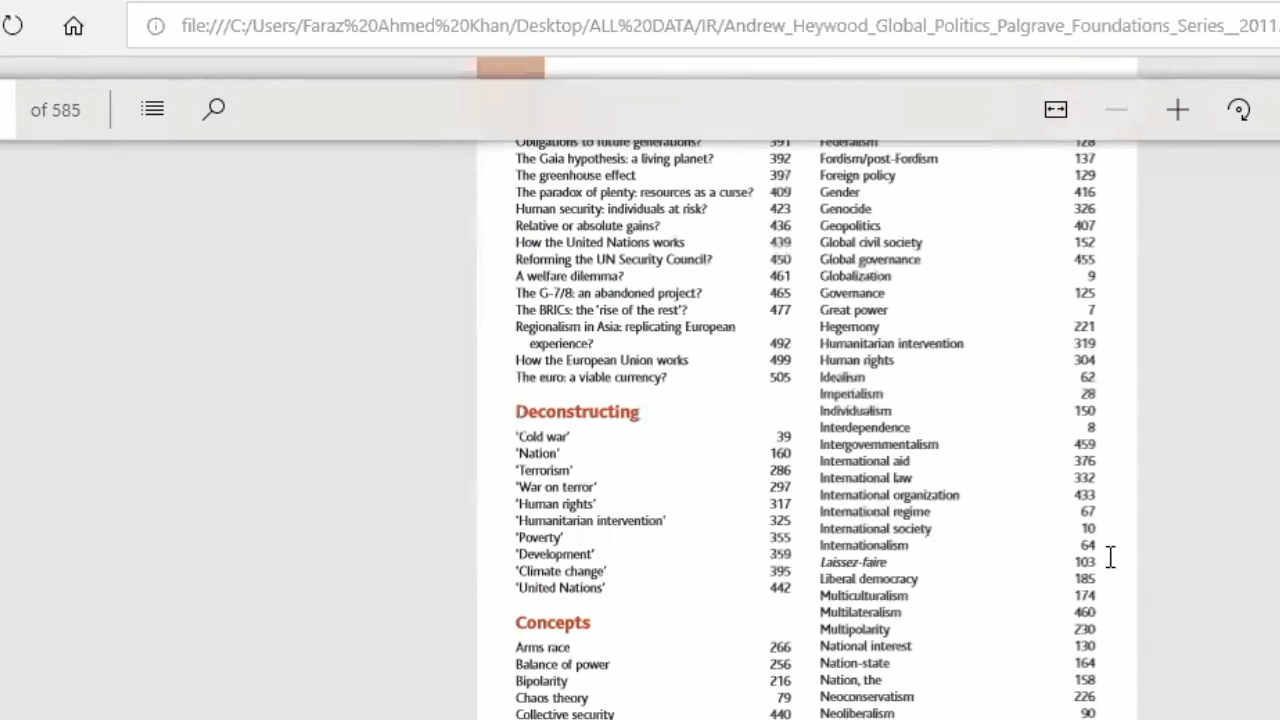 file:///C:/Users/Faraz%20Ahmed%20Khan/Desktop/ALL%20DATA/IR/Andrew_Heywood_Global_Politics_Palgrave_Foundations_Series__2011.
of 585
Obligations to future generations? 391
The Gaia hypothesis: a living planet? 392
The greenhouse effect 397
The paradox of plenty: resources as a curse? 409
Human security: individuals at risk? 423
Relative or absolute gains? 436
How the United Nations works 439
Reforming the UN Security Council? 450
A welfare dilemma? 461
The G-7/8: an abandoned project? 465
The BRICs: the 'rise of the rest'? 477
Regionalism in Asia: replicating European
experience? 492
How the European Union works 499
The euro: a viable currency? 505
Deconstructing
'Cold war' 39
'Nation' 160
'Terrorism' 286
'War on terror' 297
'Human rights' 317
'Humanitarian intervention' 325
'Poverty' 355
'Development' 359
'Climate change' 395
'United Nations' 442
Concepts
Arms race 266
Balance of power 256
Bipolarity 216
Chaos theory 79
Collective security 440
Federalism 128
Fordism/post-Fordism 137
Foreign policy 129
Gender 416
Genocide 326
Geopolitics 407
Global civil society 152
Global governance 455
Globalization 9
Governance 125
Great power 7
Hegemony 221
Humanitarian intervention 319
Human rights 304
Idealism 62
Imperialism 28
Individualism 150
Interdependence 8
Intergovernmentalism 459
International aid 376
International law 332
International organization 433
International regime 67
International society 10
Internationalism 64
Laissez-faire 103
Liberal democracy 185
Multiculturalism 174
Multilateralism 460
Multipolarity 230
National interest 130
Nation-state 164
Nation, the 158
Neoconservatism 226
Neoliberalism 90